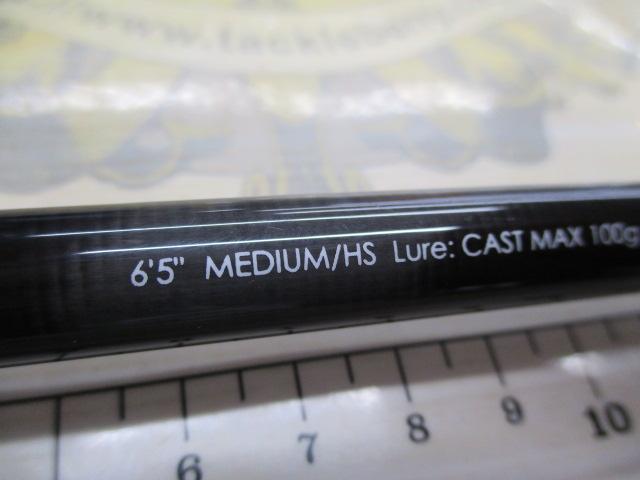 6'5" MEDIUM/HS Lure: CAST MAX 100g
6 7 8 9 10